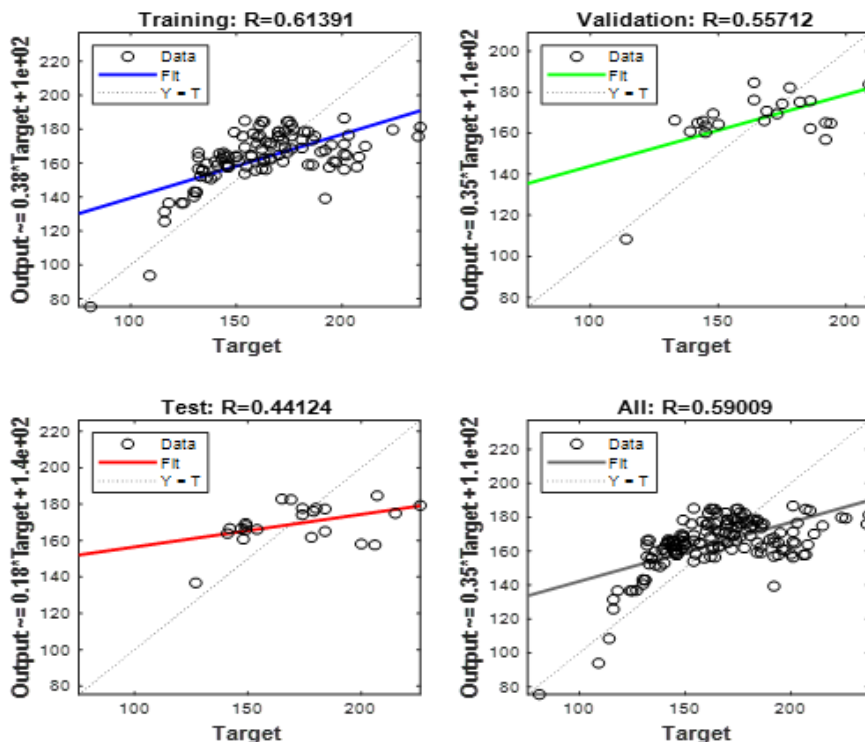 Training: R=0.61391
Output ~= 0.38*Target + 1e+02
220
200
180
160
140
120
100
80
Data
Fit
Y = T
100
150
200
Target
Validation: R=0.55712
Output ~= 0.35*Target + 1.1e+02
200
180
160
140
120
100
80
Data
Fit
Y = T
100
150
200
Target
Test: R=0.44124
Output ~= 0.18*Target + 1.4e+02
220
200
180
160
140
120
100
80
Data
Fit
Y = T
100
150
200
Target
All: R=0.59009
Output ~= 0.35*Target + 1.1e+02
220
200
180
160
140
120
100
80
Data
Fit
Y = T
100
150
200
Target